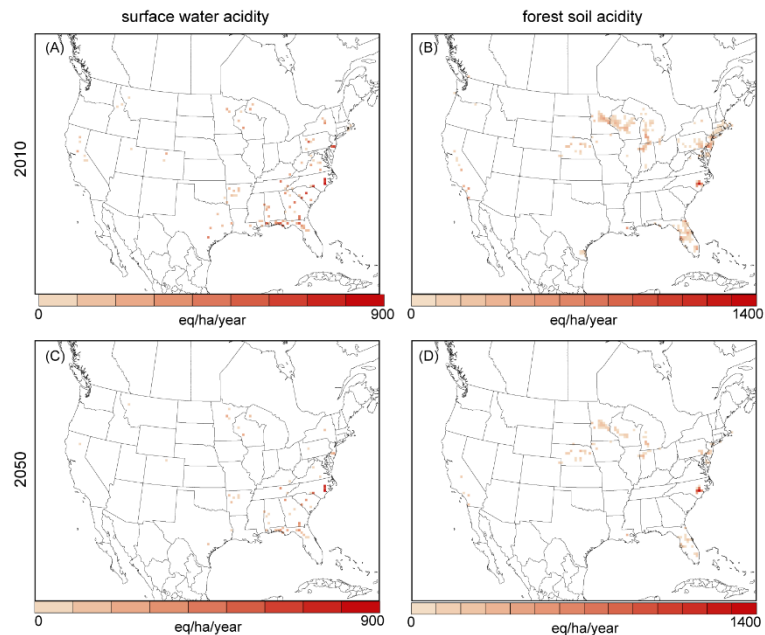 surface water acidity
forest soil acidity
(A)
(B)
2010
0
900
eq/ha/year
0
1400
eq/ha/year
(C)
(D)
2050
0
900
eq/ha/year
0
1400
eq/ha/year